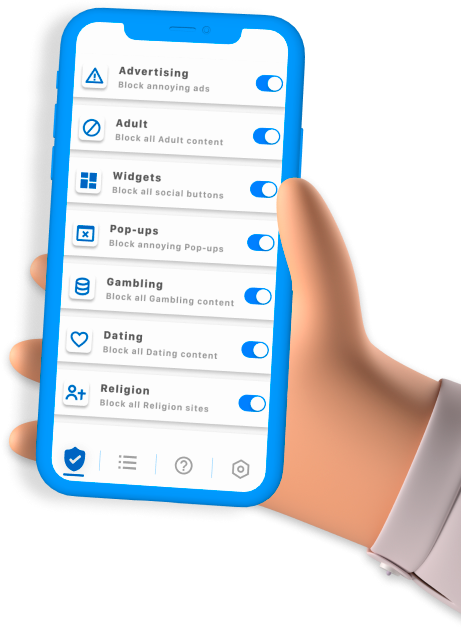 Advertising
Block annoying ads
Adult
Block all Adult content
Widgets
Block all social buttons
Pop-ups
Block annoying Pop-ups
Gambling
Block all Gambling content
Dating
Block all Dating content
Religion
Block all Religion sites